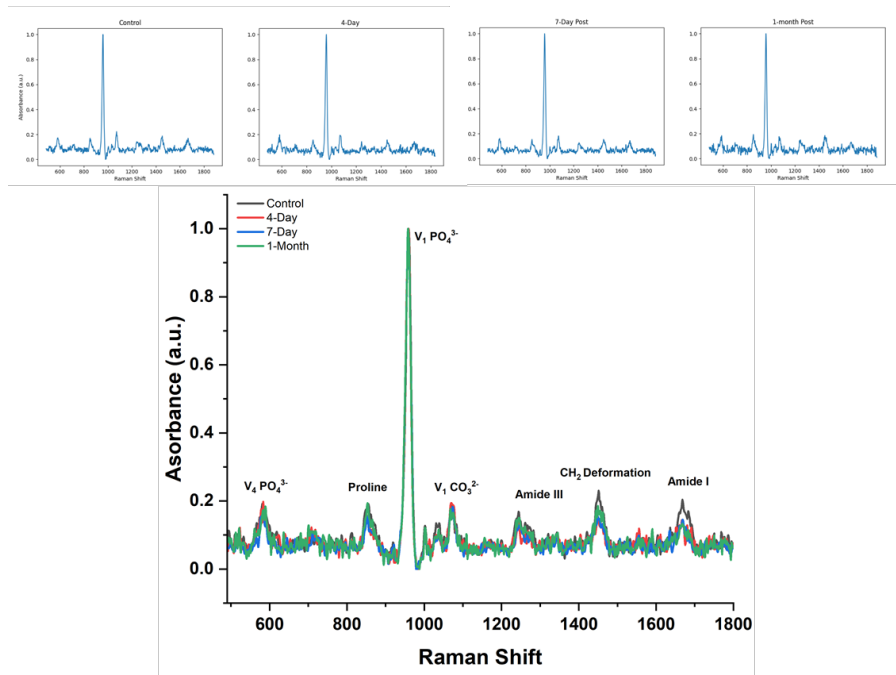 Control
4-Day
7-Day Post
1-month Post
1.0
0.8
0.6
0.4
0.2
0.0
Absorbance (a.u.)
600 800 1000 1200 1400 1600 1800
Raman Shift
1.0
0.8
0.6
0.4
0.2
0.0
600 800 1000 1200 1400 1600 1800
Raman Shift
1.0
0.8
0.6
0.4
0.2
0.0
600 800 1000 1200 1400 1600 1800
Raman Shift
1.0
0.8
0.6
0.4
0.2
0.0
600 800 1000 1200 1400 1600 1800
Raman Shift
Control
4-Day
7-Day
1-Month
V₁ PO₄³⁻
V₄ PO₄³⁻
Proline
V₁ CO₃²⁻
Amide III
CH₂ Deformation
Amide I
1.0
0.8
0.6
0.4
0.2
0.0
Asorbance (a.u.)
600 800 1000 1200 1400 1600 1800
Raman Shift